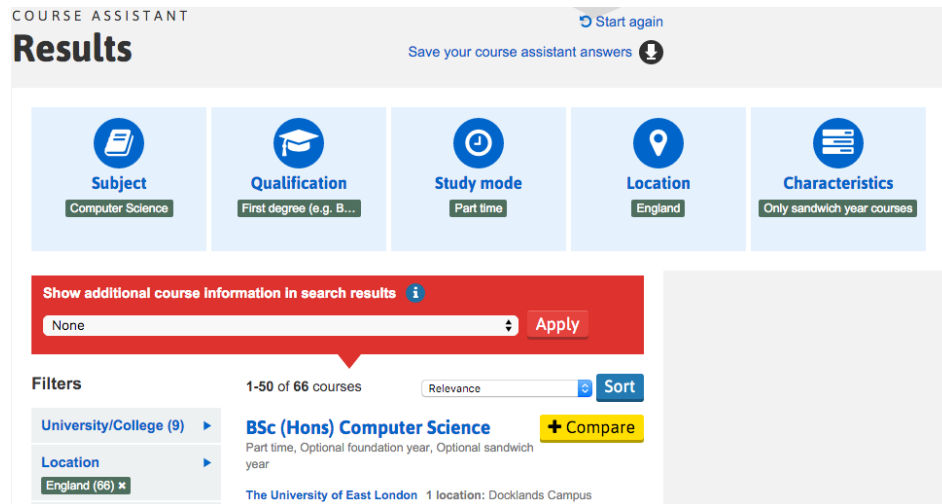 COURSE ASSISTANT
Results
Start again
Save your course assistant answers
Subject
Computer Science
Qualification
First degree (e.g. B...
Study mode
Part time
Location
England
Characteristics
Only sandwich year courses
Show additional course information in search results
None
Apply
Filters
1-50 of 66 courses
Relevance
Sort
University/College (9)
Location
England (66) ×
BSc (Hons) Computer Science
+ Compare
Part time, Optional foundation year, Optional sandwich
year
The University of East London 1 location: Docklands Campus